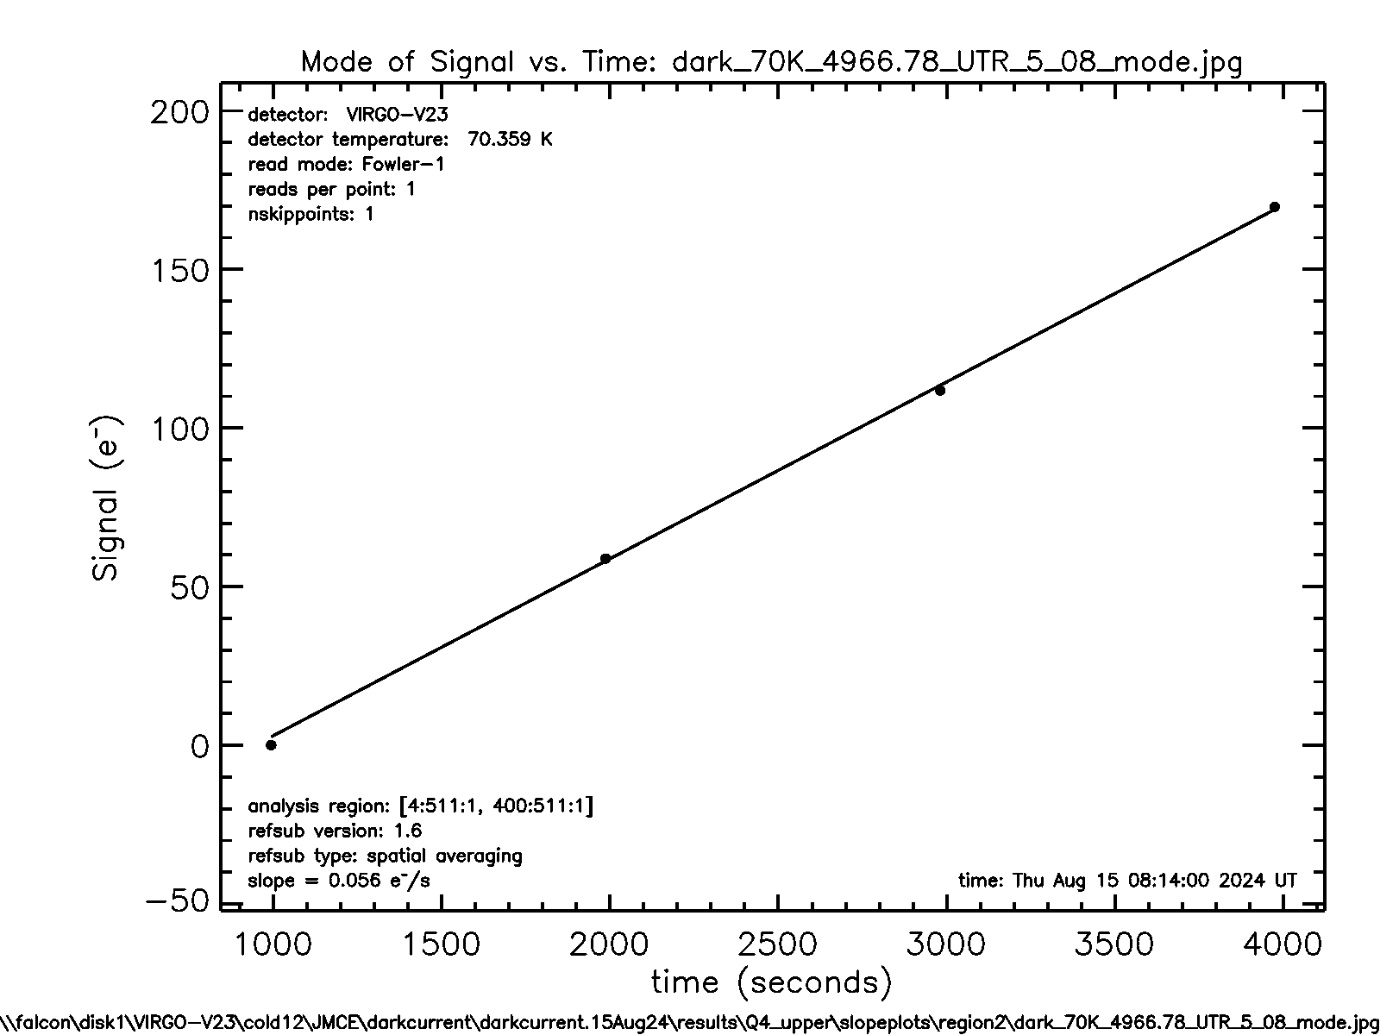 Mode of Signal vs. Time: dark_70K_4966.78_UTR_5_08_mode.jpg
200
detector:  VIRGO-V23
detector temperature:  70.359 K
read mode: Fowler-1
reads per point: 1
nskippoints: 1
150
100
Signal (e⁻)
50
0
analysis region: [4:511:1, 400:511:1]
refsub version: 1.6
refsub type: spatial averaging
slope = 0.056 e⁻/s
time: Thu Aug 15 08:14:00 2024 UT
-50
1000 1500 2000 2500 3000 3500 4000
time (seconds)
\\falcon\disk1\VIRGO-V23\cold12\JMCE\darkcurrent\darkcurrent.15Aug24\results\Q4_upper\slopeplots\region2\dark_70K_4966.78_UTR_5_08_mode.jpg